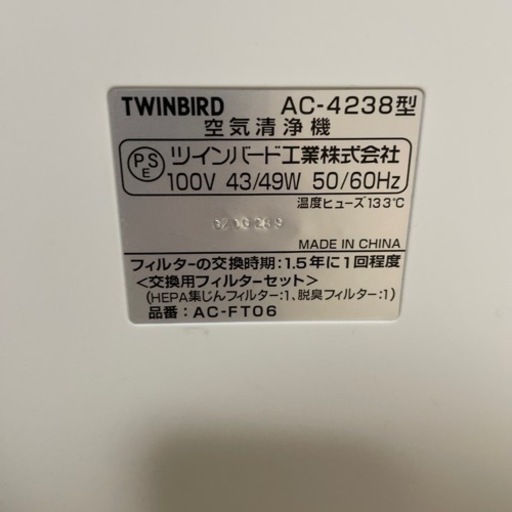 TWINBIRD AC-4238型
空気清浄機
PSE ツインバード工業株式会社
100V 43/49W 50/60Hz
温度ヒューズ133℃
MADE IN CHINA
フィルターの交換時期:1.5年に1回程度
<交換用フィルターセット>
(HEPA集じんフィルター:1、脱臭フィルター:1)
品番:AC-FT06